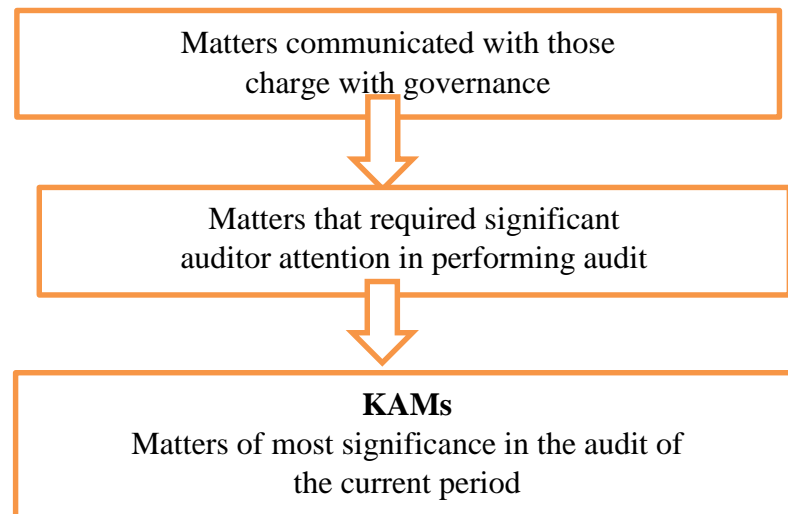 Matters communicated with those
charge with governance
Matters that required significant
auditor attention in performing audit
KAMs
Matters of most significance in the audit of
the current period